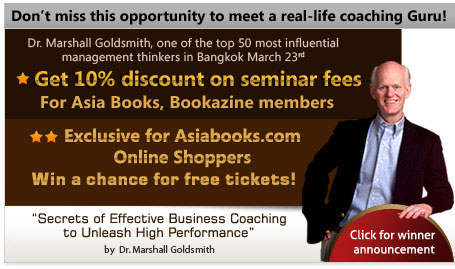 Don't miss this opportunity to meet a real-life coaching Guru!
Dr. Marshall Goldsmith, one of the top 50 most influential
management thinkers in Bangkok March 23rd
Get 10% discount on seminar fees
For Asia Books, Bookazine members
Exclusive for Asiabooks.com
Online Shoppers
Win a chance for free tickets!
"Secrets of Effective Business Coaching
to Unleash High Performance"
by Dr. Marshall Goldsmith
Click for winner
announcement